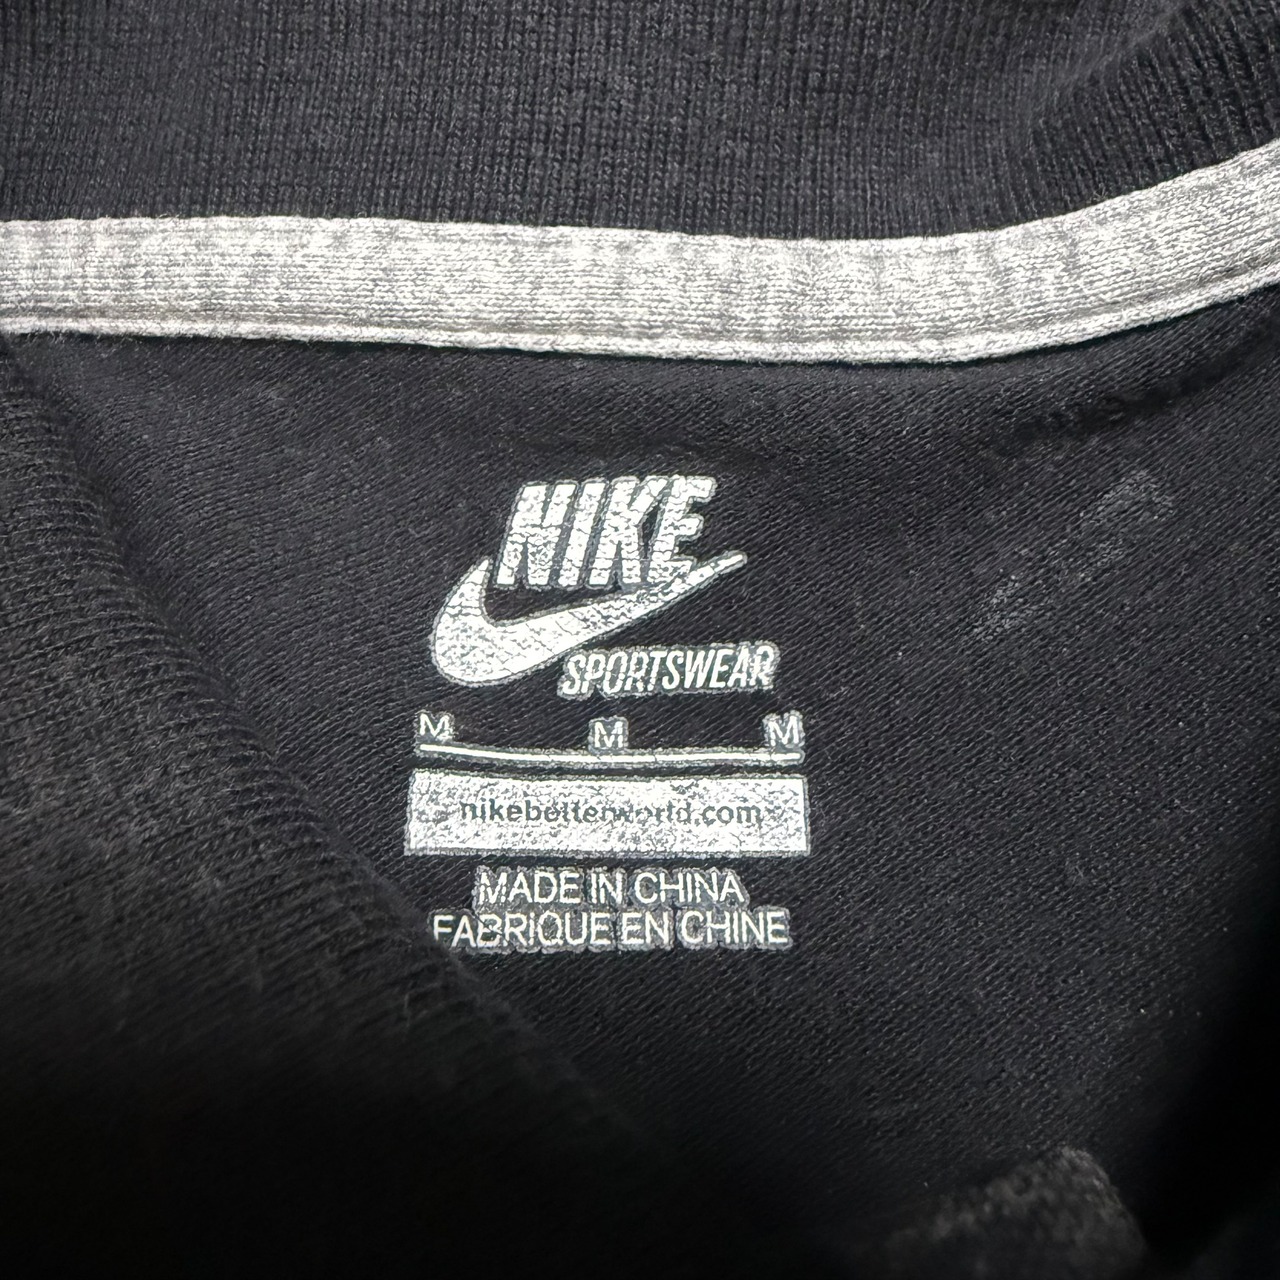 NIKE
SPORTSWEAR
M M M
nikebetterworld.com
MADE IN CHINA
FABRIQUE EN CHINE